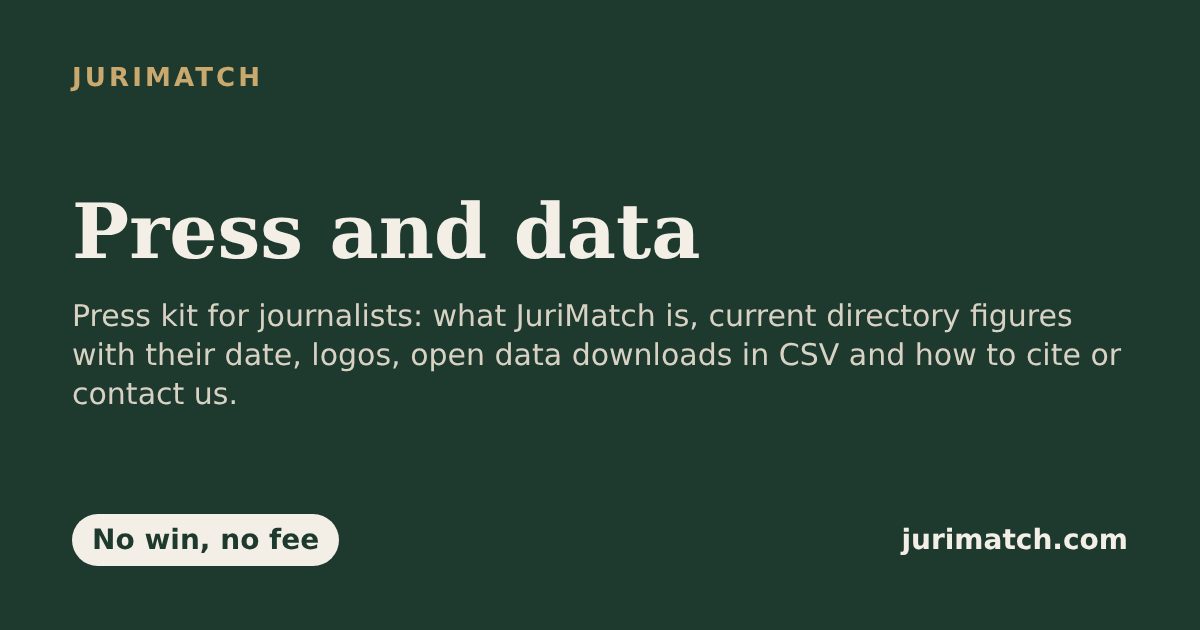 JURIMATCH
Press and data
Press kit for journalists: what JuriMatch is, current directory figures
with their date, logos, open data downloads in CSV and how to cite or
contact us.
No win, no fee
jurimatch.com